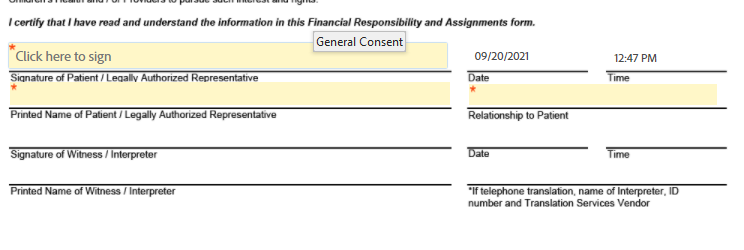 Children's Health and / or Providers to pursue such interest and rights.
I certify that I have read and understand the information in this Financial Responsibility and Assignments form.
General Consent
* Click here to sign
09/20/2021
12:47 PM
Signature of Patient / Legally Authorized Representative
Date
Time
*
*
Printed Name of Patient / Legally Authorized Representative
Relationship to Patient
Signature of Witness / Interpreter
Date
Time
Printed Name of Witness / Interpreter
*If telephone translation, name of Interpreter, ID
number and Translation Services Vendor